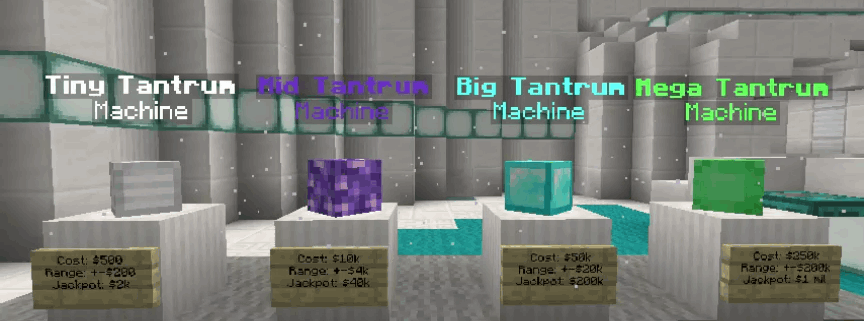 Tiny Tantrum
Machine
Mid Tantrum
Machine
Big Tantrum
Machine
Mega Tantrum
Machine
Cost: $500
Range: +-$200
Jackpot: $2k
Cost: $10k
Range: +-$4k
Jackpot: $40k
Cost: $50k
Range: +-$20k
Jackpot: $200k
Cost: $250k
Range: +-$200k
Jackpot: $1 mil